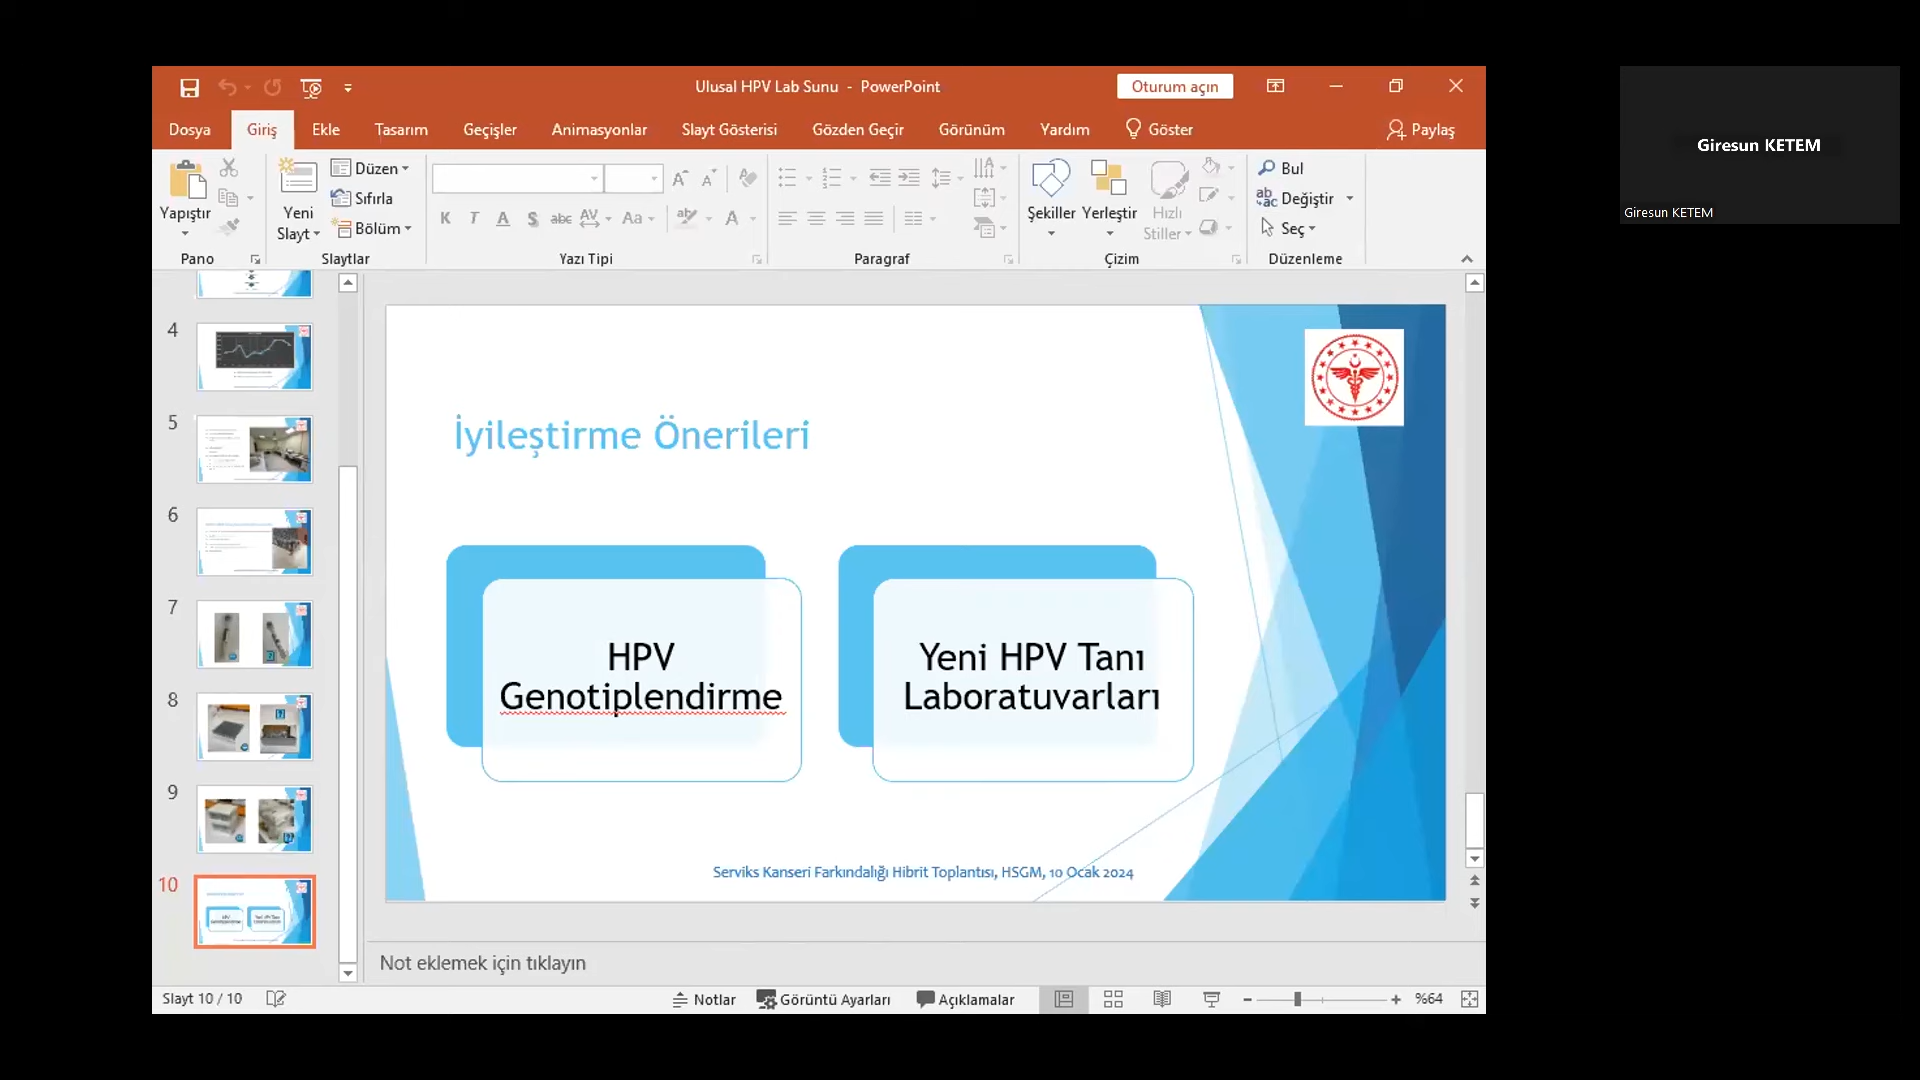 Ulusal HPV Lab Sunu - PowerPoint
Oturum açın
Dosya Giriş Ekle Tasarım Geçişler Animasyonlar Slayt Gösterisi Gözden Geçir Görünüm Yardım Göster Paylaş
Yapıştır
Pano
Yeni
Slayt
Düzen
Sıfırla
Bölüm
Slaytlar
K T A S abc AV Aa A
Yazı Tipi
Paragraf
Şekiller
Yerleştir
Hızlı
Stiller
Çizim
Bul
Değiştir
Seç
Düzenleme
4
5
6
7
8
9
10
İyileştirme Önerileri
HPV
Genotiplendirme
Yeni HPV Tanı
Laboratuvarları
Serviks Kanseri Farkındalığı Hibrit Toplantısı, HSGM, 10 Ocak 2024
Not eklemek için tıklayın
Slayt 10 / 10
Notlar Görüntü Ayarları Açıklamalar %64
Giresun KETEM
Giresun KETEM